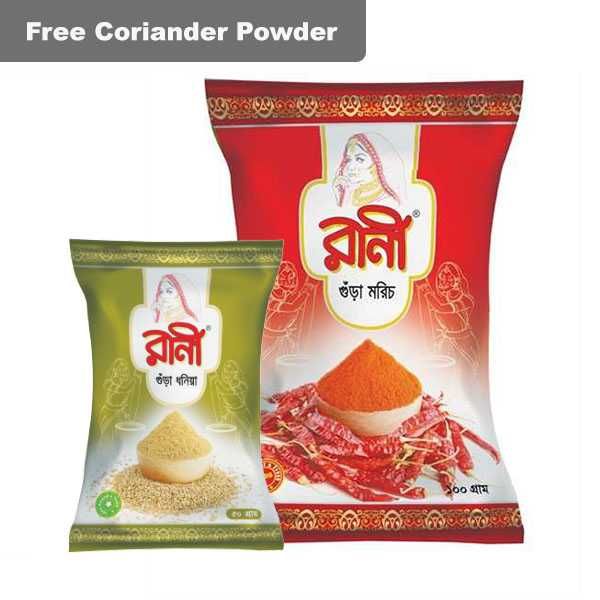 Free Coriander Powder
রানী®
গুঁড়া মরিচ
১০০ গ্রাম
রানী®
গুঁড়া ধনিয়া
৫০ গ্রাম